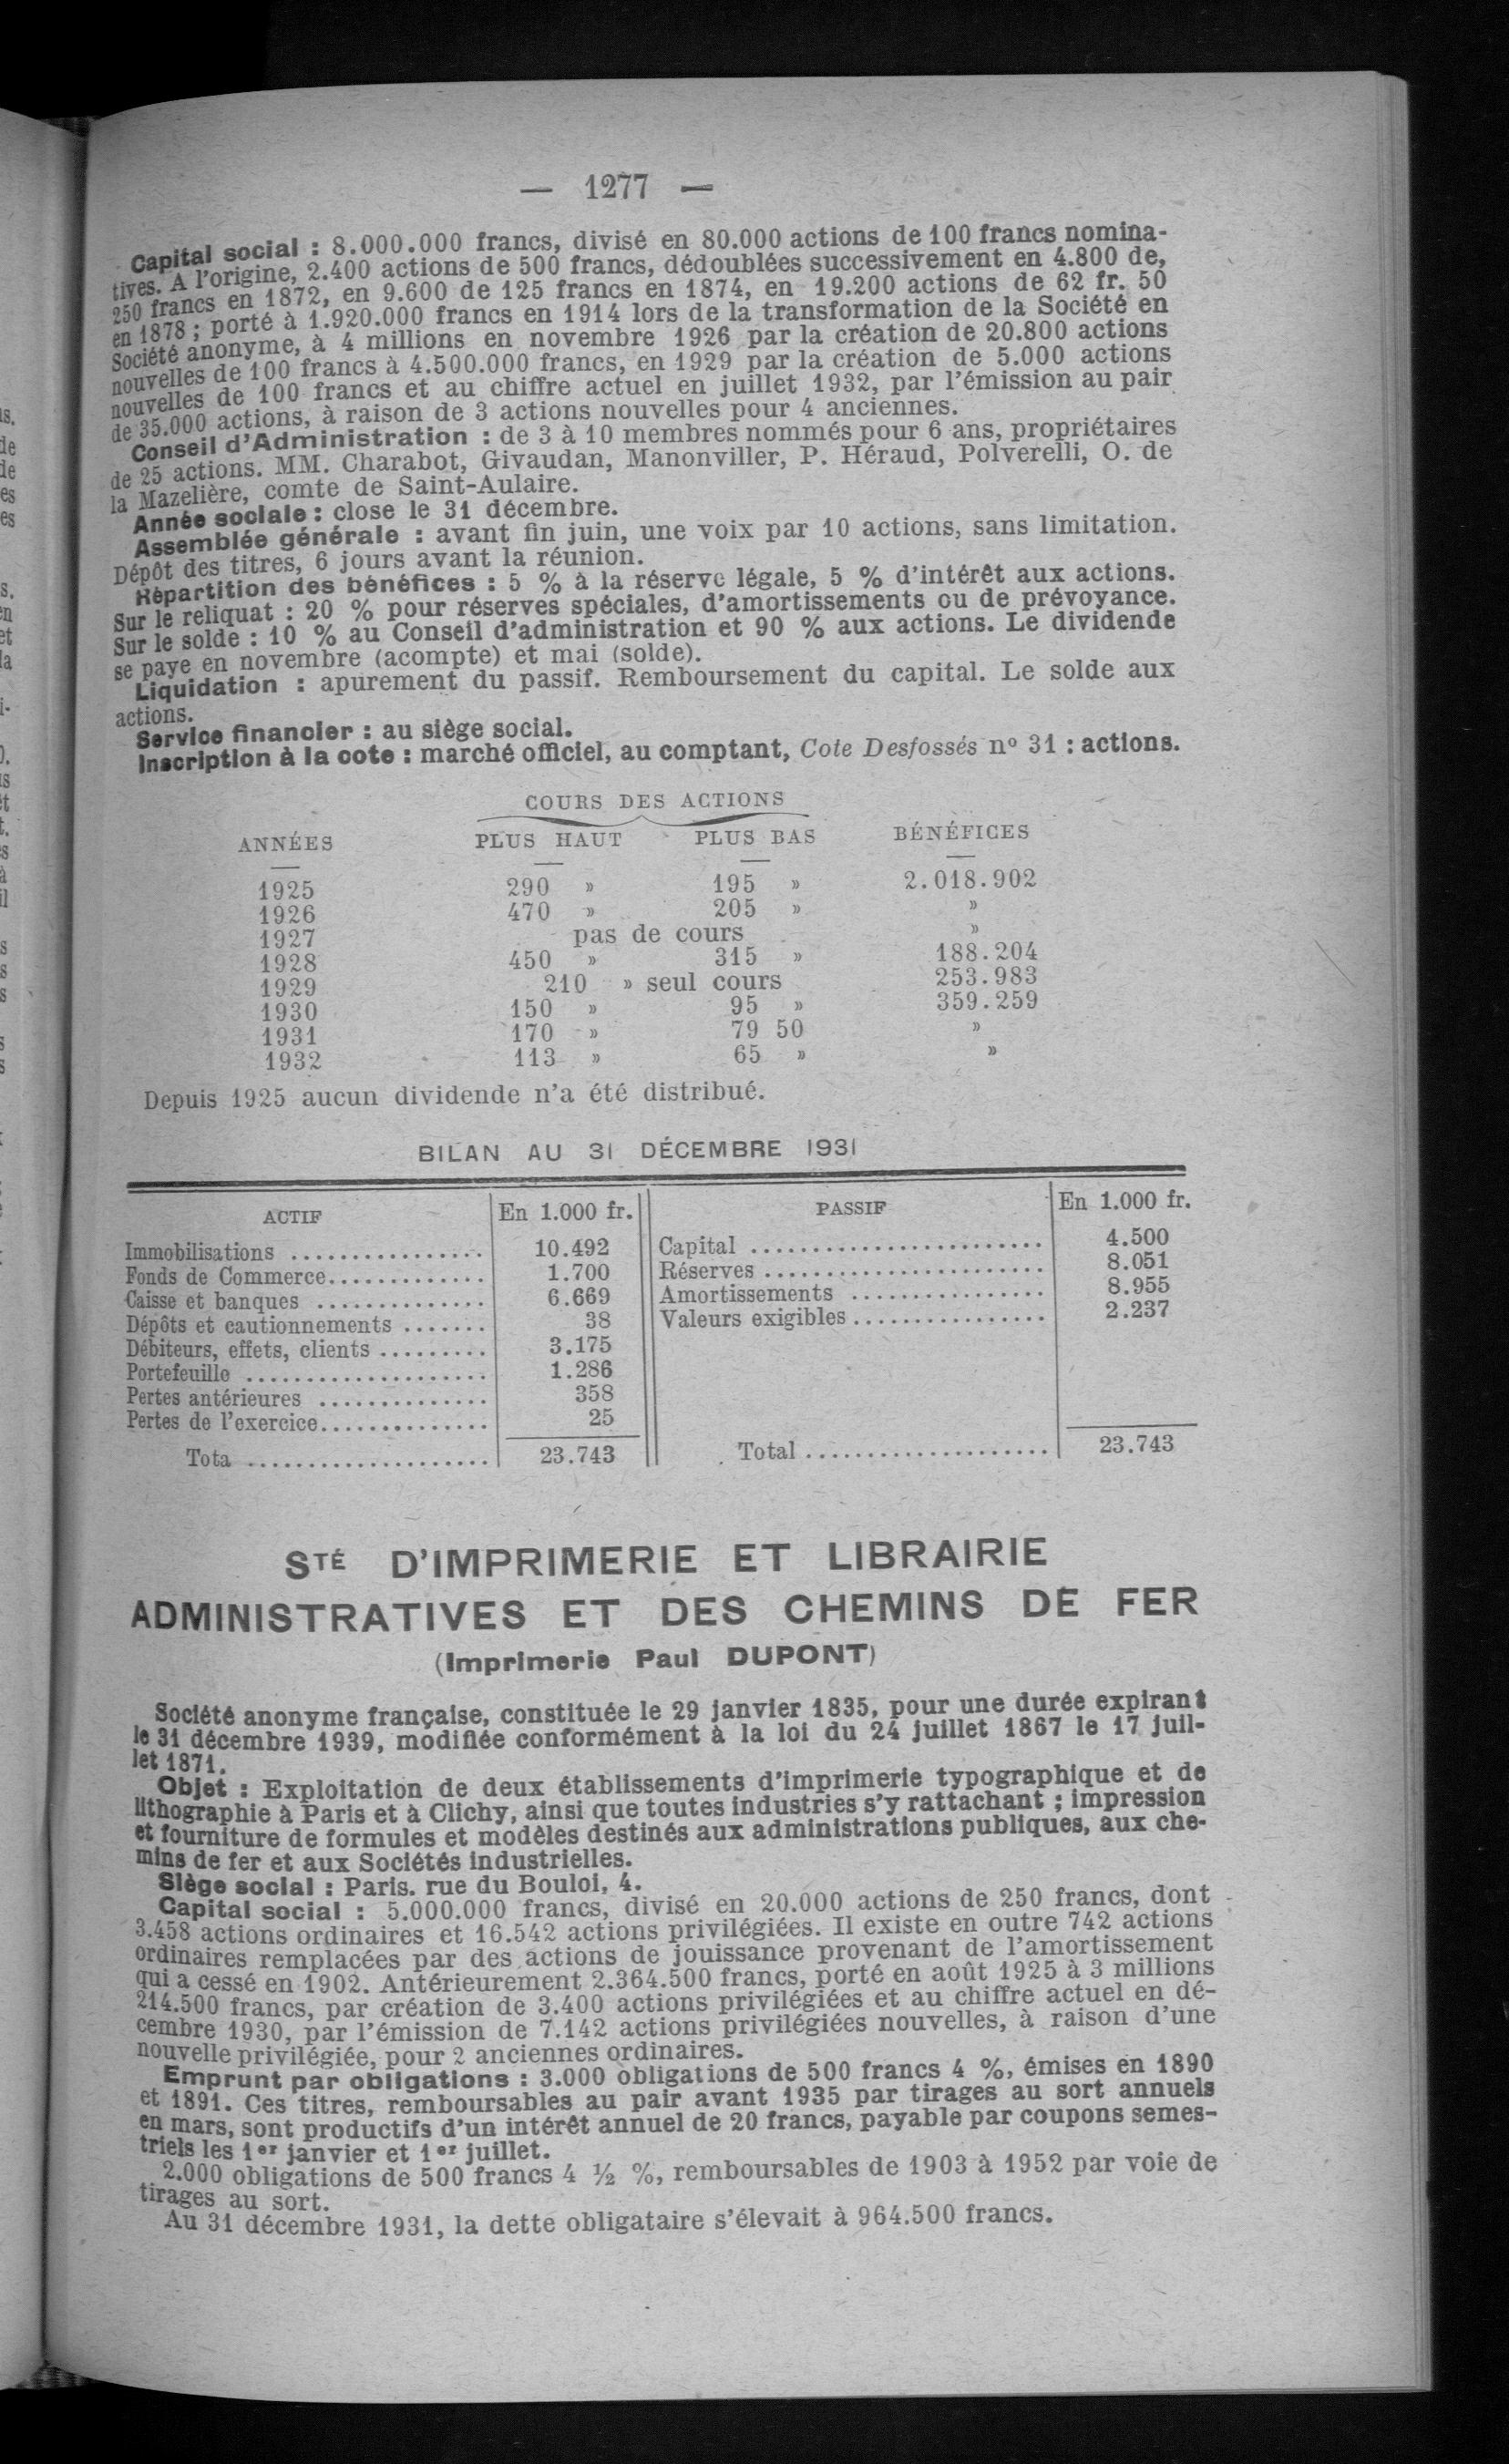 — 1277 —
Capital social : 8.000.000 francs, divisé en 80.000 actions de 100 francs nomina-
tives. A l'origine, 2.400 actions de 500 francs, dédoublées successivement en 4.800 de,
250 francs en 1872, en 9.600 de 125 francs en 1874, en 19.200 actions de 62 fr. 50
en 1878 ; porté à 1.920.000 francs en 1914 lors de la transformation de la Société en
Société anonyme, à 4 millions en novembre 1926 par la création de 20.800 actions
nouvelles de 100 francs à 4.500.000 francs, en 1929 par la création de 5.000 actions
nouvelles de 100 francs et au chiffre actuel en juillet 1932, par l'émission au pair
de 35.000 actions, à raison de 3 actions nouvelles pour 4 anciennes.
Conseil d'Administration : de 3 à 10 membres nommés pour 6 ans, propriétaires
de 25 actions. MM. Charabot, Givaudan, Manonviller, P. Héraud, Polverelli, O. de
la Mazelière, comte de Saint-Aulaire.
Année sociale : close le 31 décembre.
Assemblée générale : avant fin juin, une voix par 10 actions, sans limitation.
Dépôt des titres, 6 jours avant la réunion.
Répartition des bénéfices : 5 % à la réserve légale, 5 % d'intérêt aux actions.
Sur le reliquat : 20 % pour réserves spéciales, d'amortissements ou de prévoyance.
Sur le solde : 10 % au Conseil d'administration et 90 % aux actions. Le dividende
se paye en novembre (acompte) et mai (solde).
Liquidation : apurement du passif. Remboursement du capital. Le solde aux
actions.
Service financier : au siège social.
Inscription à la cote : marché officiel, au comptant, Cote Desfossés nº 31 : actions.
COURS DES ACTIONS
ANNÉES PLUS HAUT PLUS BAS BÉNÉFICES
1925 290 » 195 » 2.018.902
1926 470 » 205 » »
1927 pas de cours »
1928 450 » 315 » 188.204
1929 210 » seul cours 253.983
1930 150 » 95 » 359.259
1931 170 » 79 50 »
1932 113 » 65 » »
Depuis 1925 aucun dividende n'a été distribué.
BILAN AU 31 DÉCEMBRE 1931
ACTIF En 1.000 fr. PASSIF En 1.000 fr.
Immobilisations ................ 10.492 Capital ......................... 4.500
Fonds de Commerce............. 1.700 Réserves ........................ 8.051
Caisse et banques .............. 6.669 Amortissements ................ 8.955
Dépôts et cautionnements ....... 38 Valeurs exigibles ................ 2.237
Débiteurs, effets, clients ......... 3.175
Portefeuille .................... 1.286
Pertes antérieures .............. 358
Pertes de l'exercice.............. 25
Tota .................... 23.743 Total .................... 23.743
STÉ D'IMPRIMERIE ET LIBRAIRIE
ADMINISTRATIVES ET DES CHEMINS DE FER
(Imprimerie Paul DUPONT)
Société anonyme française, constituée le 29 janvier 1835, pour une durée expirant
le 31 décembre 1939, modifiée conformément à la loi du 24 juillet 1867 le 17 juil-
let 1871.
Objet : Exploitation de deux établissements d'imprimerie typographique et de
lithographie à Paris et à Clichy, ainsi que toutes industries s'y rattachant ; impression
et fourniture de formules et modèles destinés aux administrations publiques, aux che-
mins de fer et aux Sociétés industrielles.
Siège social : Paris. rue du Bouloi, 4.
Capital social : 5.000.000 francs, divisé en 20.000 actions de 250 francs, dont
3.458 actions ordinaires et 16.542 actions privilégiées. Il existe en outre 742 actions
ordinaires remplacées par des actions de jouissance provenant de l'amortissement
qui a cessé en 1902. Antérieurement 2.364.500 francs, porté en août 1925 à 3 millions
214.500 francs, par création de 3.400 actions privilégiées et au chiffre actuel en dé-
cembre 1930, par l'émission de 7.142 actions privilégiées nouvelles, à raison d'une
nouvelle privilégiée, pour 2 anciennes ordinaires.
Emprunt par obligations : 3.000 obligations de 500 francs 4 %, émises en 1890
et 1891. Ces titres, remboursables au pair avant 1935 par tirages au sort annuels
en mars, sont productifs d'un intérêt annuel de 20 francs, payable par coupons semes-
triels les 1er janvier et 1er juillet.
2.000 obligations de 500 francs 4 ½ %, remboursables de 1903 à 1952 par voie de
tirages au sort.
Au 31 décembre 1931, la dette obligataire s'élevait à 964.500 francs.